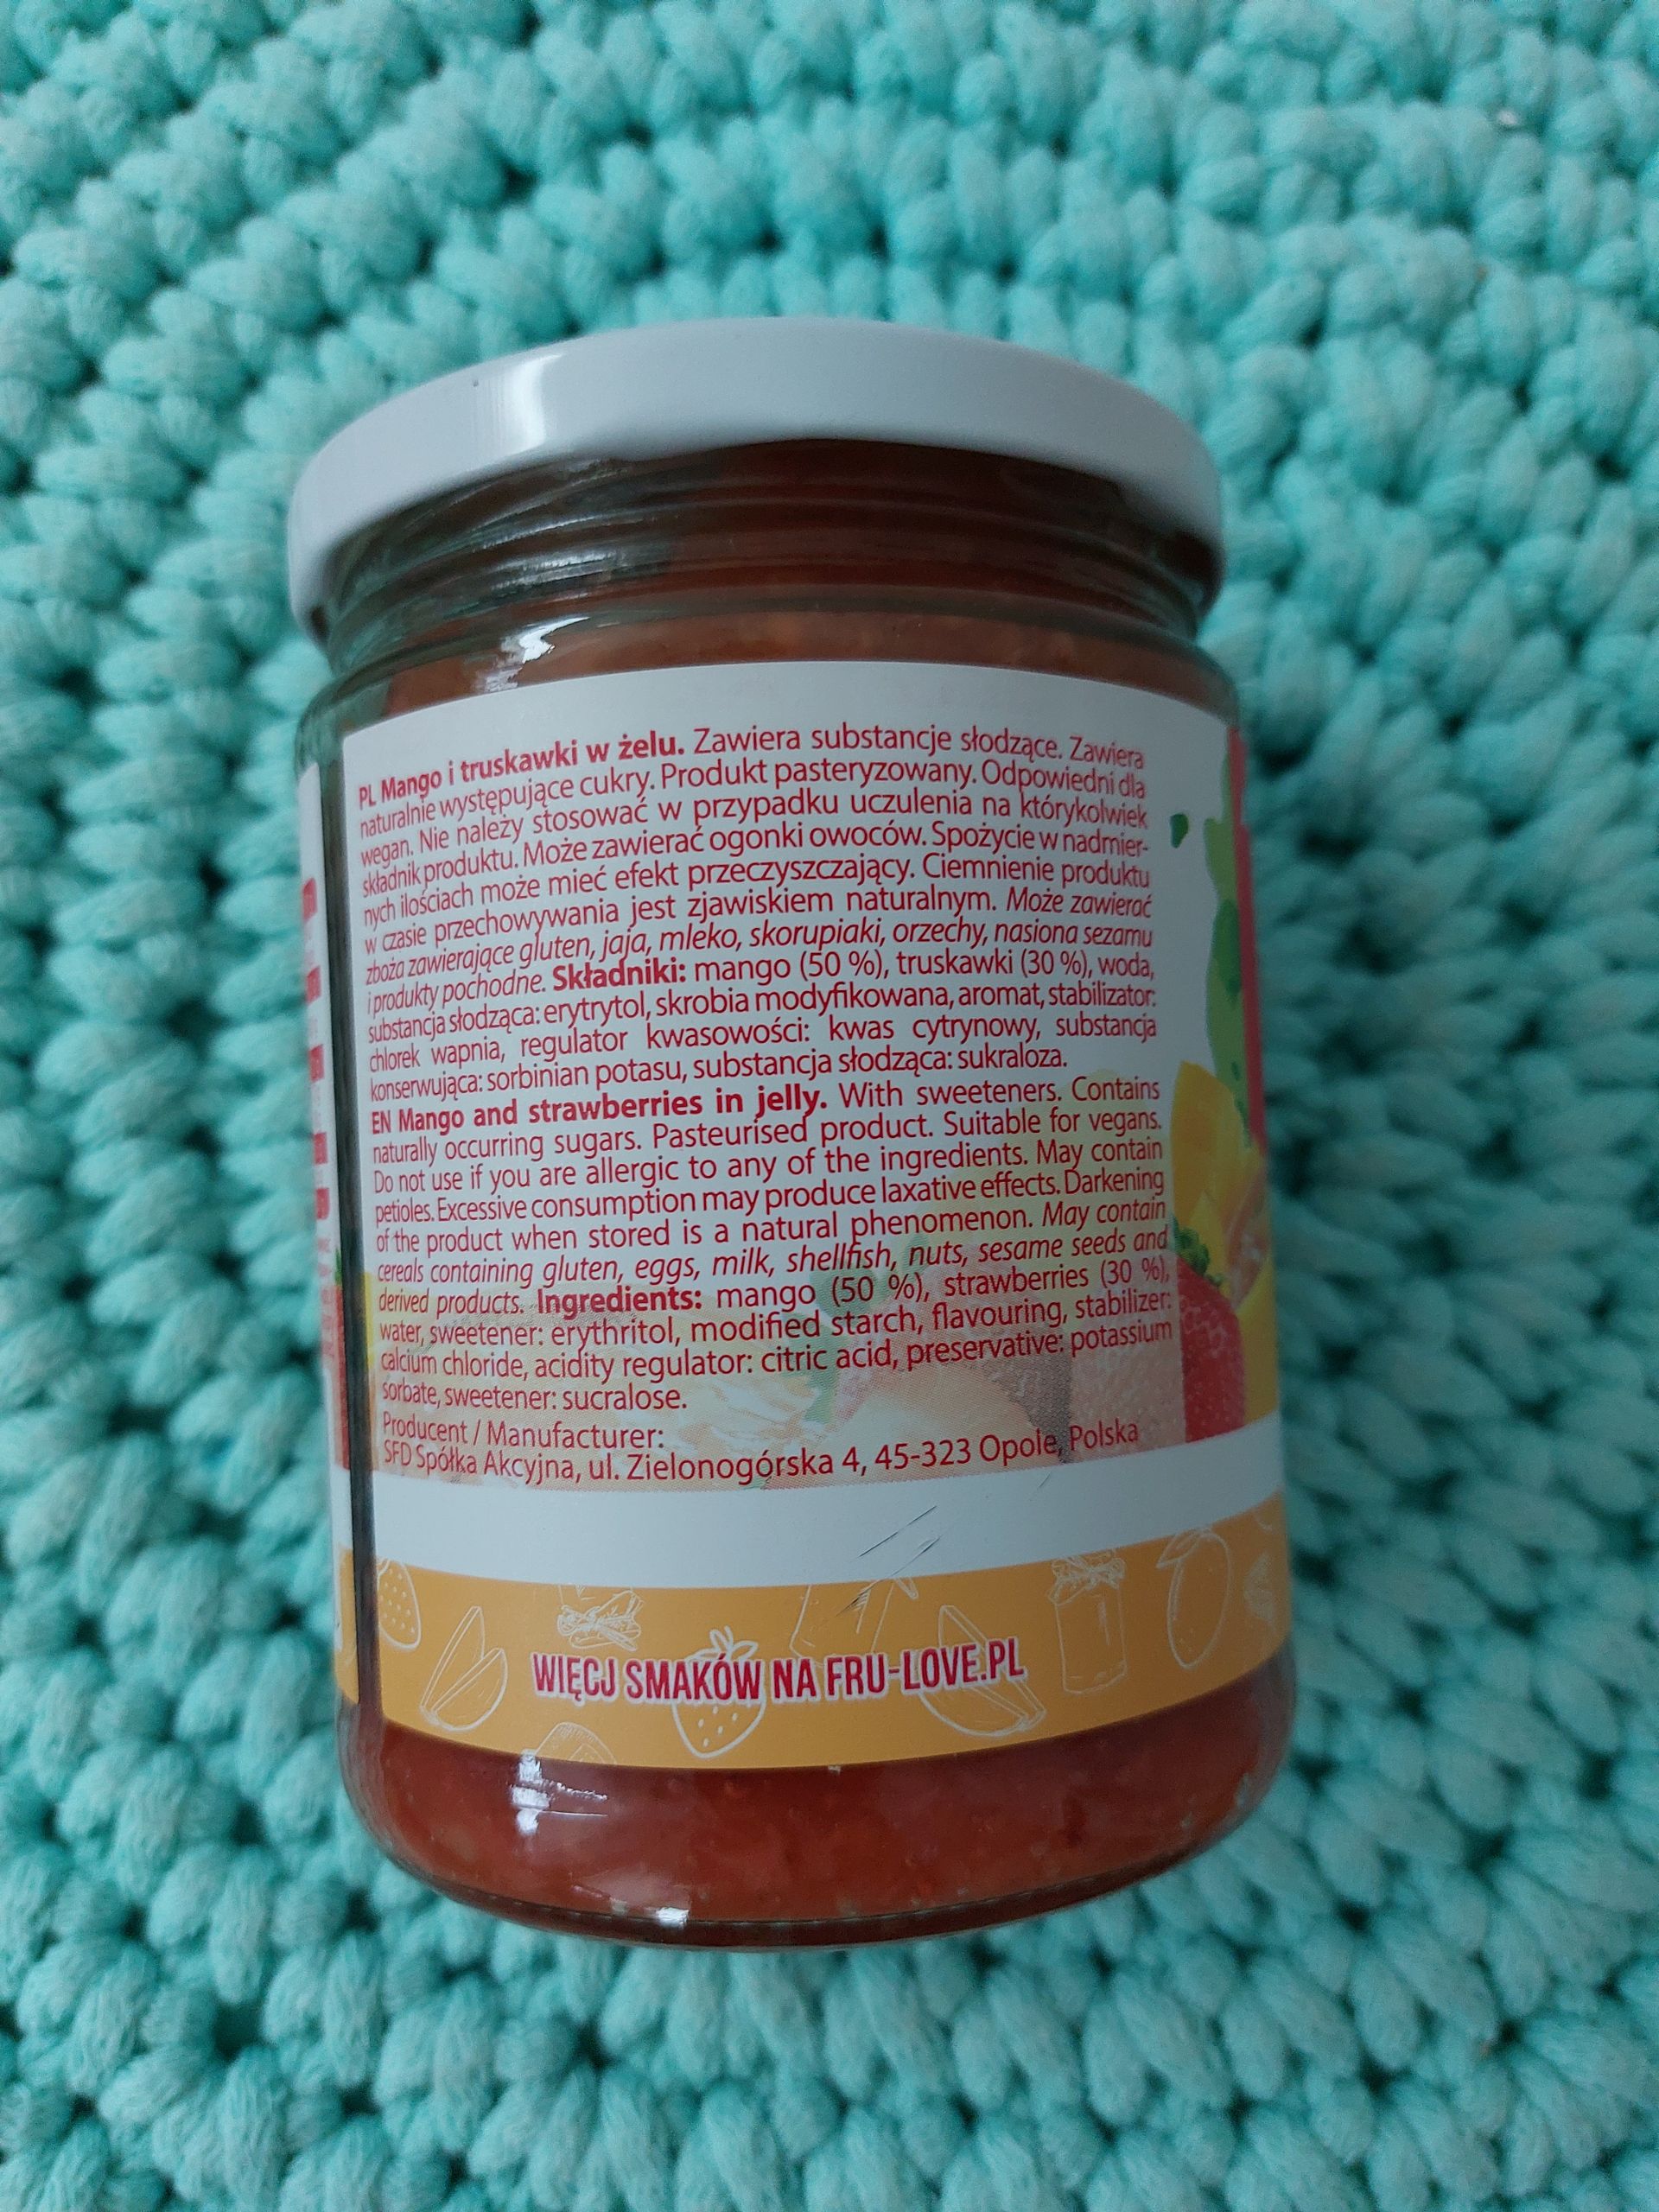 PL Mango i truskawki w żelu. Zawiera substancje słodzące. Zawiera
naturalnie występujące cukry. Produkt pasteryzowany. Odpowiedni dla
wegan. Nie należy stosować w przypadku uczulenia na którykolwiek
składnik produktu. Może zawierać ogonki owoców. Spożycie w nadmier-
nych ilościach może mieć efekt przeczyszczający. Ciemnienie produktu
w czasie przechowywania jest zjawiskiem naturalnym. Może zawierać
zboża zawierające gluten, jaja, mleko, skorupiaki, orzechy, nasiona sezamu
i produkty pochodne. Składniki: mango (50 %), truskawki (30 %), woda,
substancja słodząca: erytrytol, skrobia modyfikowana, aromat, stabilizator:
chlorek wapnia, regulator kwasowości: kwas cytrynowy, substancja
konserwująca: sorbinian potasu, substancja słodząca: sukraloza.
EN Mango and strawberries in jelly. With sweeteners. Contains
naturally occurring sugars. Pasteurised product. Suitable for vegans.
Do not use if you are allergic to any of the ingredients. May contain
petioles. Excessive consumption may produce laxative effects. Darkening
of the product when stored is a natural phenomenon. May contain
cereals containing gluten, eggs, milk, shellfish, nuts, sesame seeds and
derived products. Ingredients: mango (50 %), strawberries (30 %),
water, sweetener: erythritol, modified starch, flavouring, stabilizer:
calcium chloride, acidity regulator: citric acid, preservative: potassium
sorbate, sweetener: sucralose.
Producent / Manufacturer:
SFD Spółka Akcyjna, ul. Zielonogórska 4, 45-323 Opole, Polska
WIĘCJ SMAKÓW NA FRU-LOVE.PL